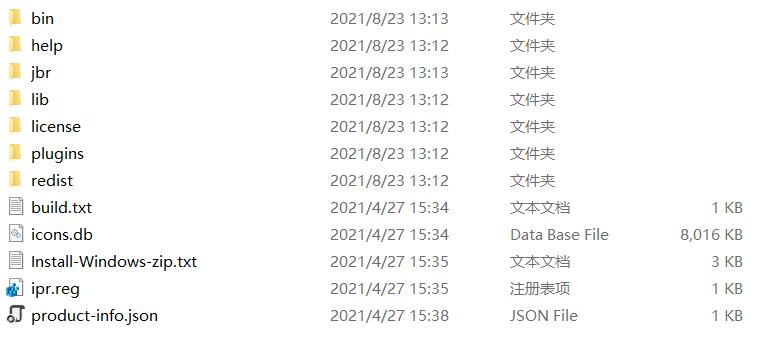 bin 2021/8/23 13:13 文件夹
help 2021/8/23 13:12 文件夹
jbr 2021/8/23 13:13 文件夹
lib 2021/8/23 13:12 文件夹
license 2021/8/23 13:12 文件夹
plugins 2021/8/23 13:12 文件夹
redist 2021/8/23 13:12 文件夹
build.txt 2021/4/27 15:34 文本文档 1 KB
icons.db 2021/4/27 15:34 Data Base File 8,016 KB
Install-Windows-zip.txt 2021/4/27 15:35 文本文档 3 KB
ipr.reg 2021/4/27 15:35 注册表项 1 KB
product-info.json 2021/4/27 15:38 JSON File 1 KB